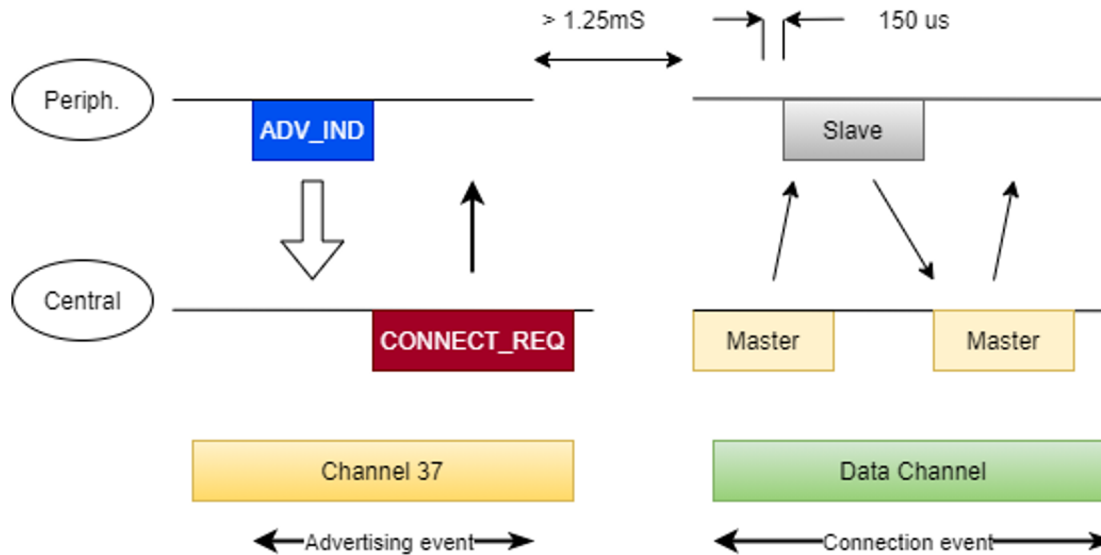 > 1.25mS
150 us
Periph.
ADV_IND
Slave
Central
CONNECT_REQ
Master
Master
Channel 37
Data Channel
Advertising event
Connection event